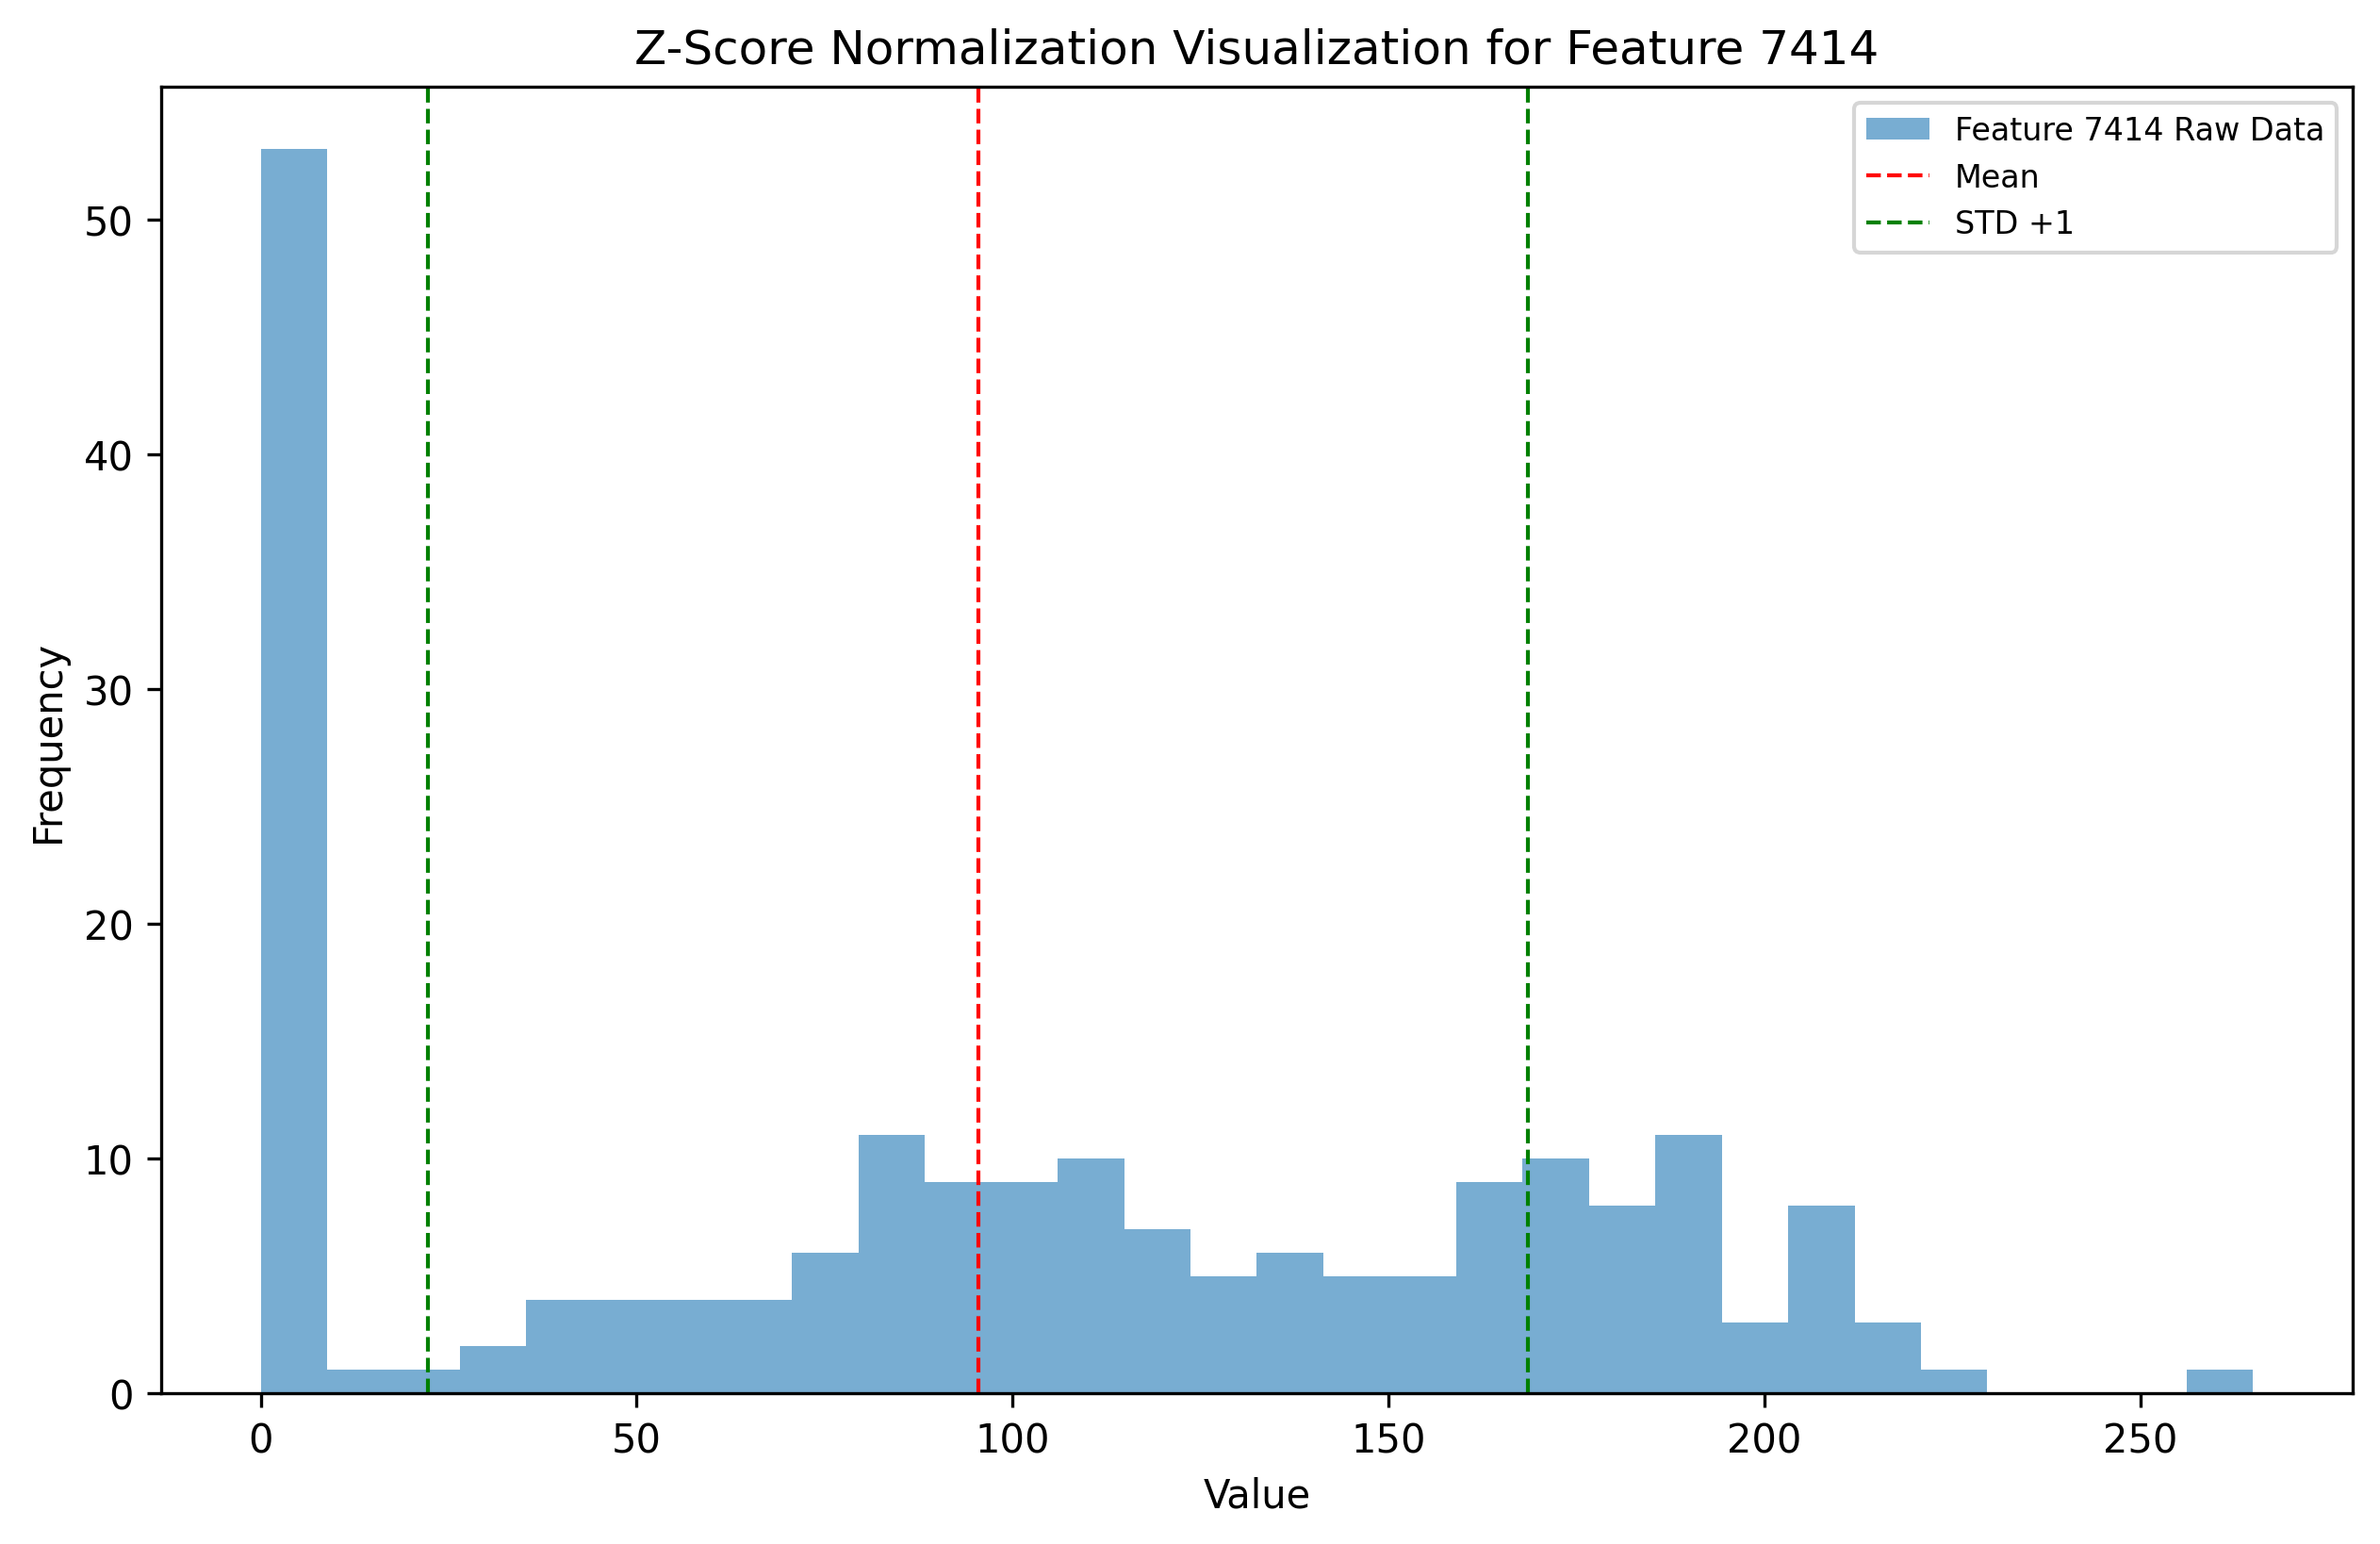 Z-Score Normalization Visualization for Feature 7414
Feature 7414 Raw Data
Mean
STD +1
Frequency
50
40
30
20
10
0
0 50 100 150 200 250
Value